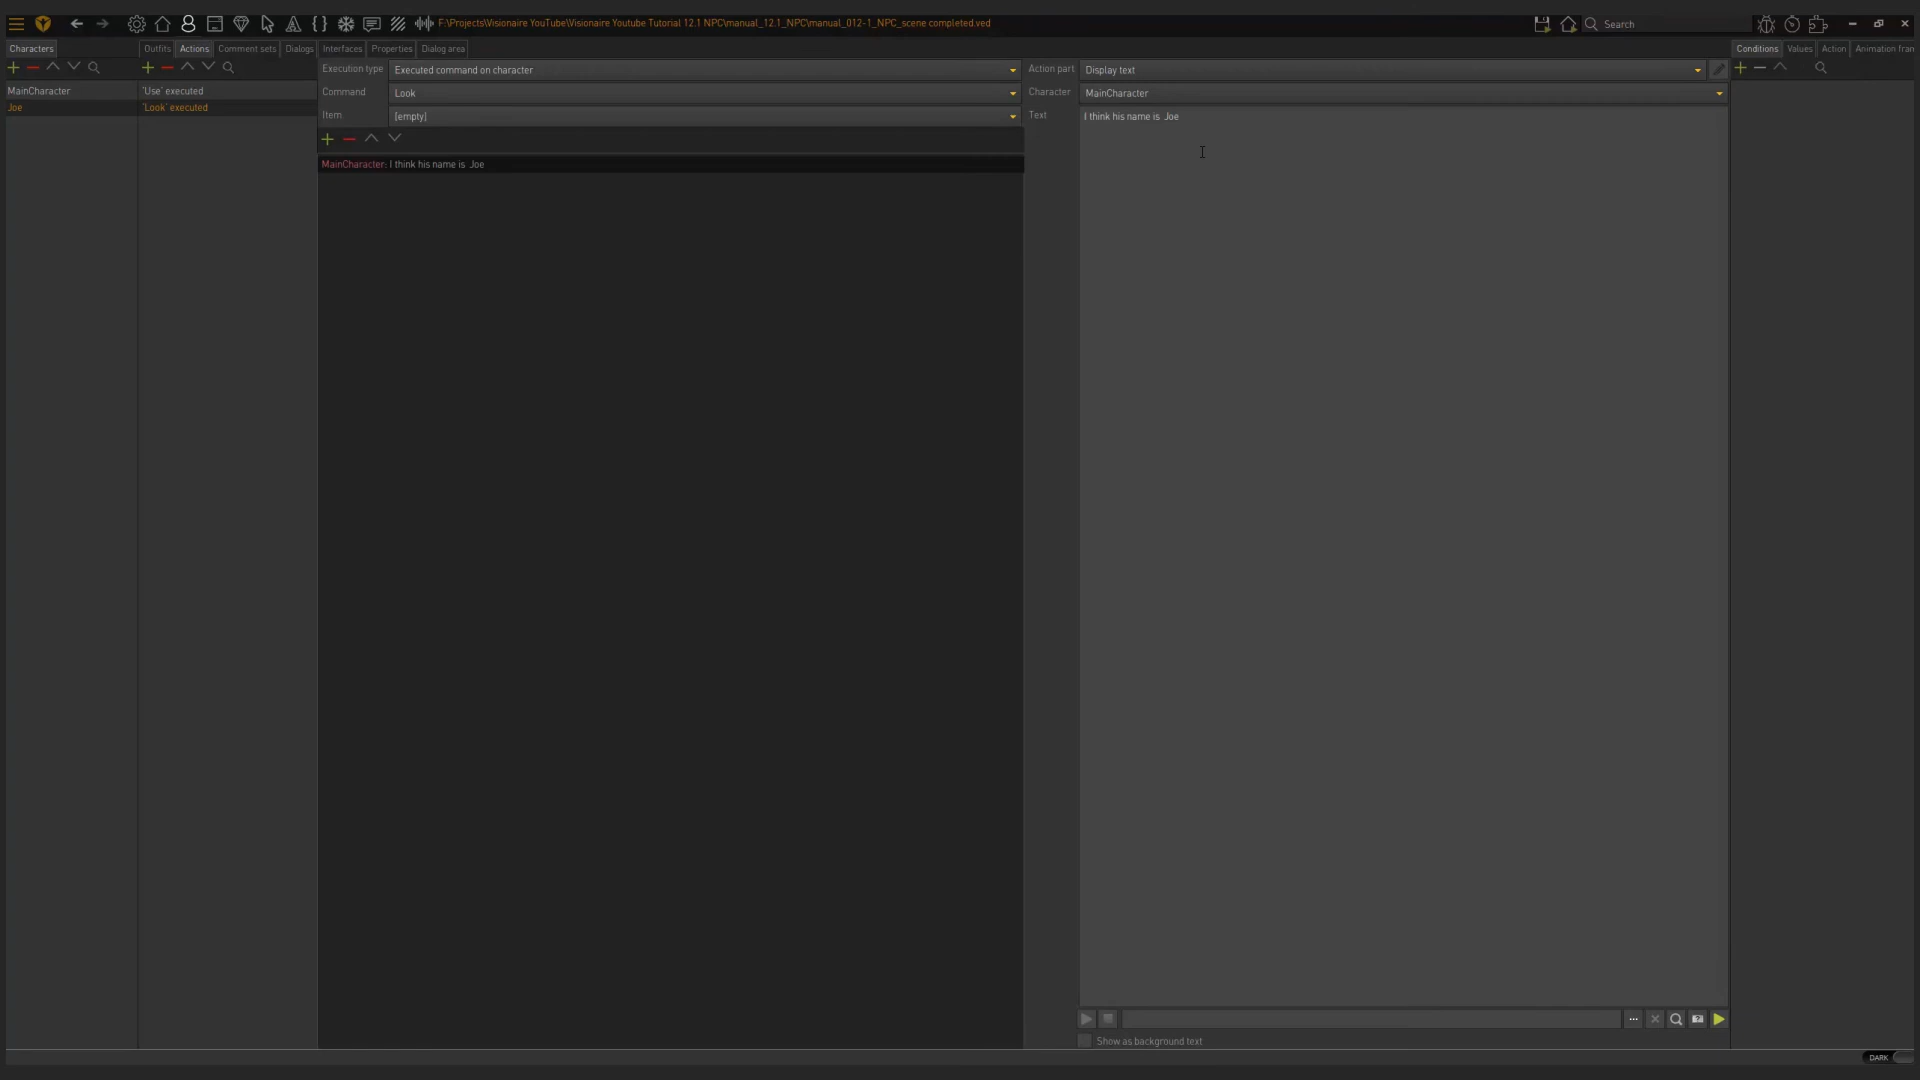 F:\Projects\Visionaire YouTube\Visionaire Youtube Tutorial 12.1 NPC\manual_12.1_NPC\manual_012-1_NPC_scene completed.ved
Search
Characters
Outfits
Actions
Comment sets
Dialogs
Interfaces
Properties
Dialog area
Conditions
Values
Action
Animation fran
MainCharacter
Joe
'Use' executed
'Look' executed
Execution type
Executed command on character
Command
Look
Item
[empty]
MainCharacter: I think his name is  Joe
Action part
Display text
Character
MainCharacter
Text
I think his name is  Joe
Show as background text
DARK